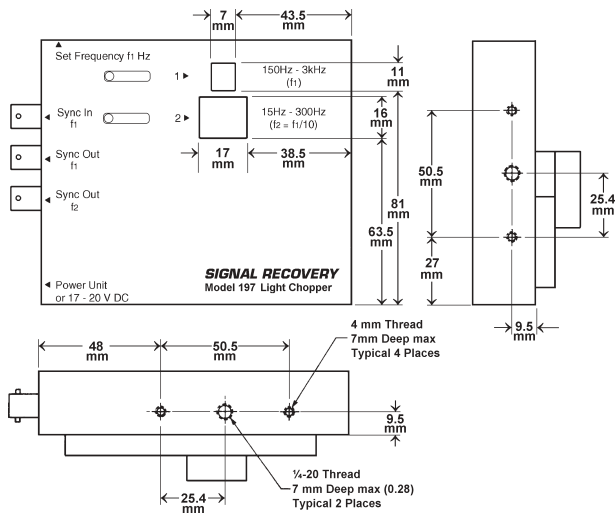 7
mm
43.5
mm
Set Frequency f1 Hz
1
150Hz - 3kHz
(f1)
11
mm
Sync In
f1
2
15Hz - 300Hz
(f2 = f1/10)
16
mm
17
mm
38.5
mm
Sync Out
f1
Sync Out
f2
81
mm
63.5
mm
50.5
mm
25.4
mm
27
mm
9.5
mm
SIGNAL RECOVERY
Model 197 Light Chopper
Power Unit
or 17 - 20 V DC
48
mm
50.5
mm
4 mm Thread
7mm Deep max
Typical 4 Places
9.5
mm
25.4
mm
¼-20 Thread
7 mm Deep max (0.28)
Typical 2 Places